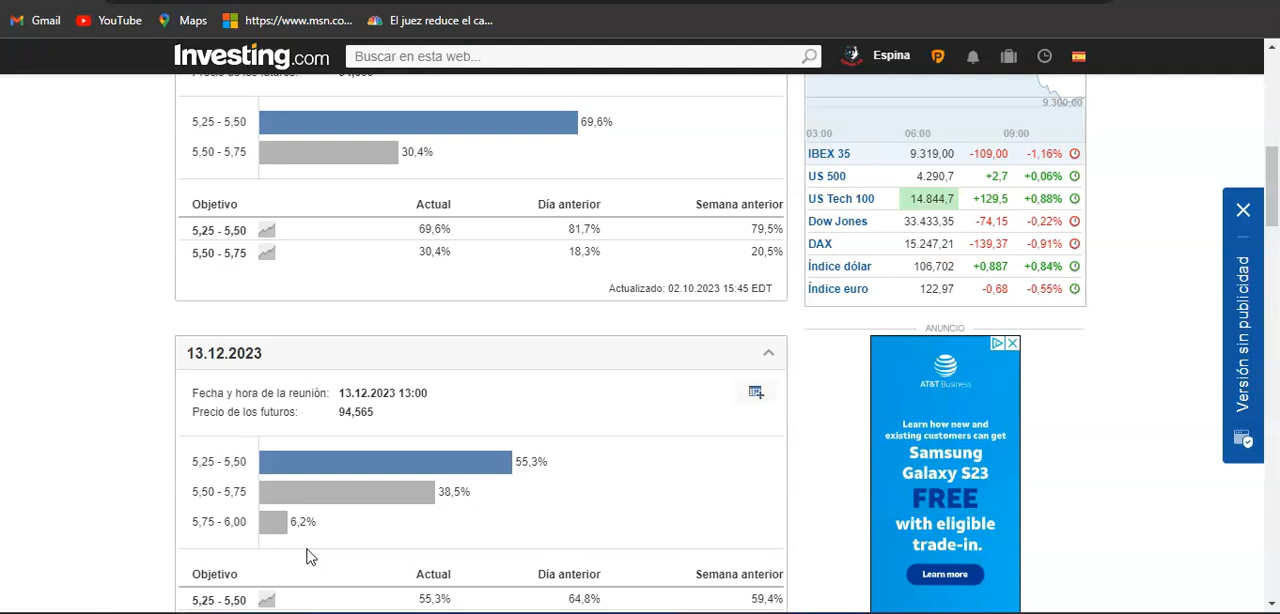 Gmail YouTube Maps https://www.msn.co... El juez reduce el ca...
Investing.com Buscar en esta web... Espina
5,25 - 5,50 69,6%
5,50 - 5,75 30,4%
Objetivo Actual Día anterior Semana anterior
5,25 - 5,50 69,6% 81,7% 79,5%
5,50 - 5,75 30,4% 18,3% 20,5%
Actualizado: 02.10.2023 15:45 EDT
13.12.2023
Fecha y hora de la reunión: 13.12.2023 13:00
Precio de los futuros: 94,565
5,25 - 5,50 55,3%
5,50 - 5,75 38,5%
5,75 - 6,00 6,2%
Objetivo Actual Día anterior Semana anterior
5,25 - 5,50 55,3% 64,8% 59,4%
9.300,00
03:00 06:00 09:00
IBEX 35 9.319,00 -109,00 -1,16%
US 500 4.290,7 +2,7 +0,06%
US Tech 100 14.844,7 +129,5 +0,88%
Dow Jones 33.433,35 -74,15 -0,22%
DAX 15.247,21 -139,37 -0,91%
Índice dólar 106,702 +0,887 +0,84%
Índice euro 122,97 -0,68 -0,55%
ANUNCIO
AT&T Business
Learn how new and
existing customers can get
Samsung
Galaxy S23
FREE
with eligible
trade-in.
Learn more
Versión sin publicidad